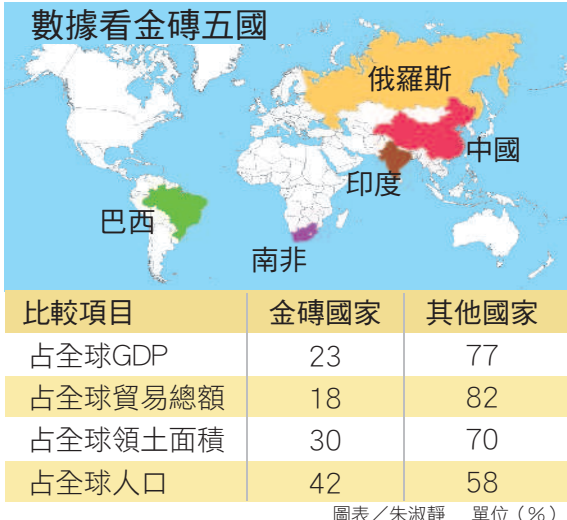 數據看金磚五國
俄羅斯
中國
印度
巴西
南非
比較項目 金磚國家 其他國家
占全球GDP 23 77
占全球貿易總額 18 82
占全球領土面積 30 70
占全球人口 42 58
圖表／朱淑靜 單位（％）